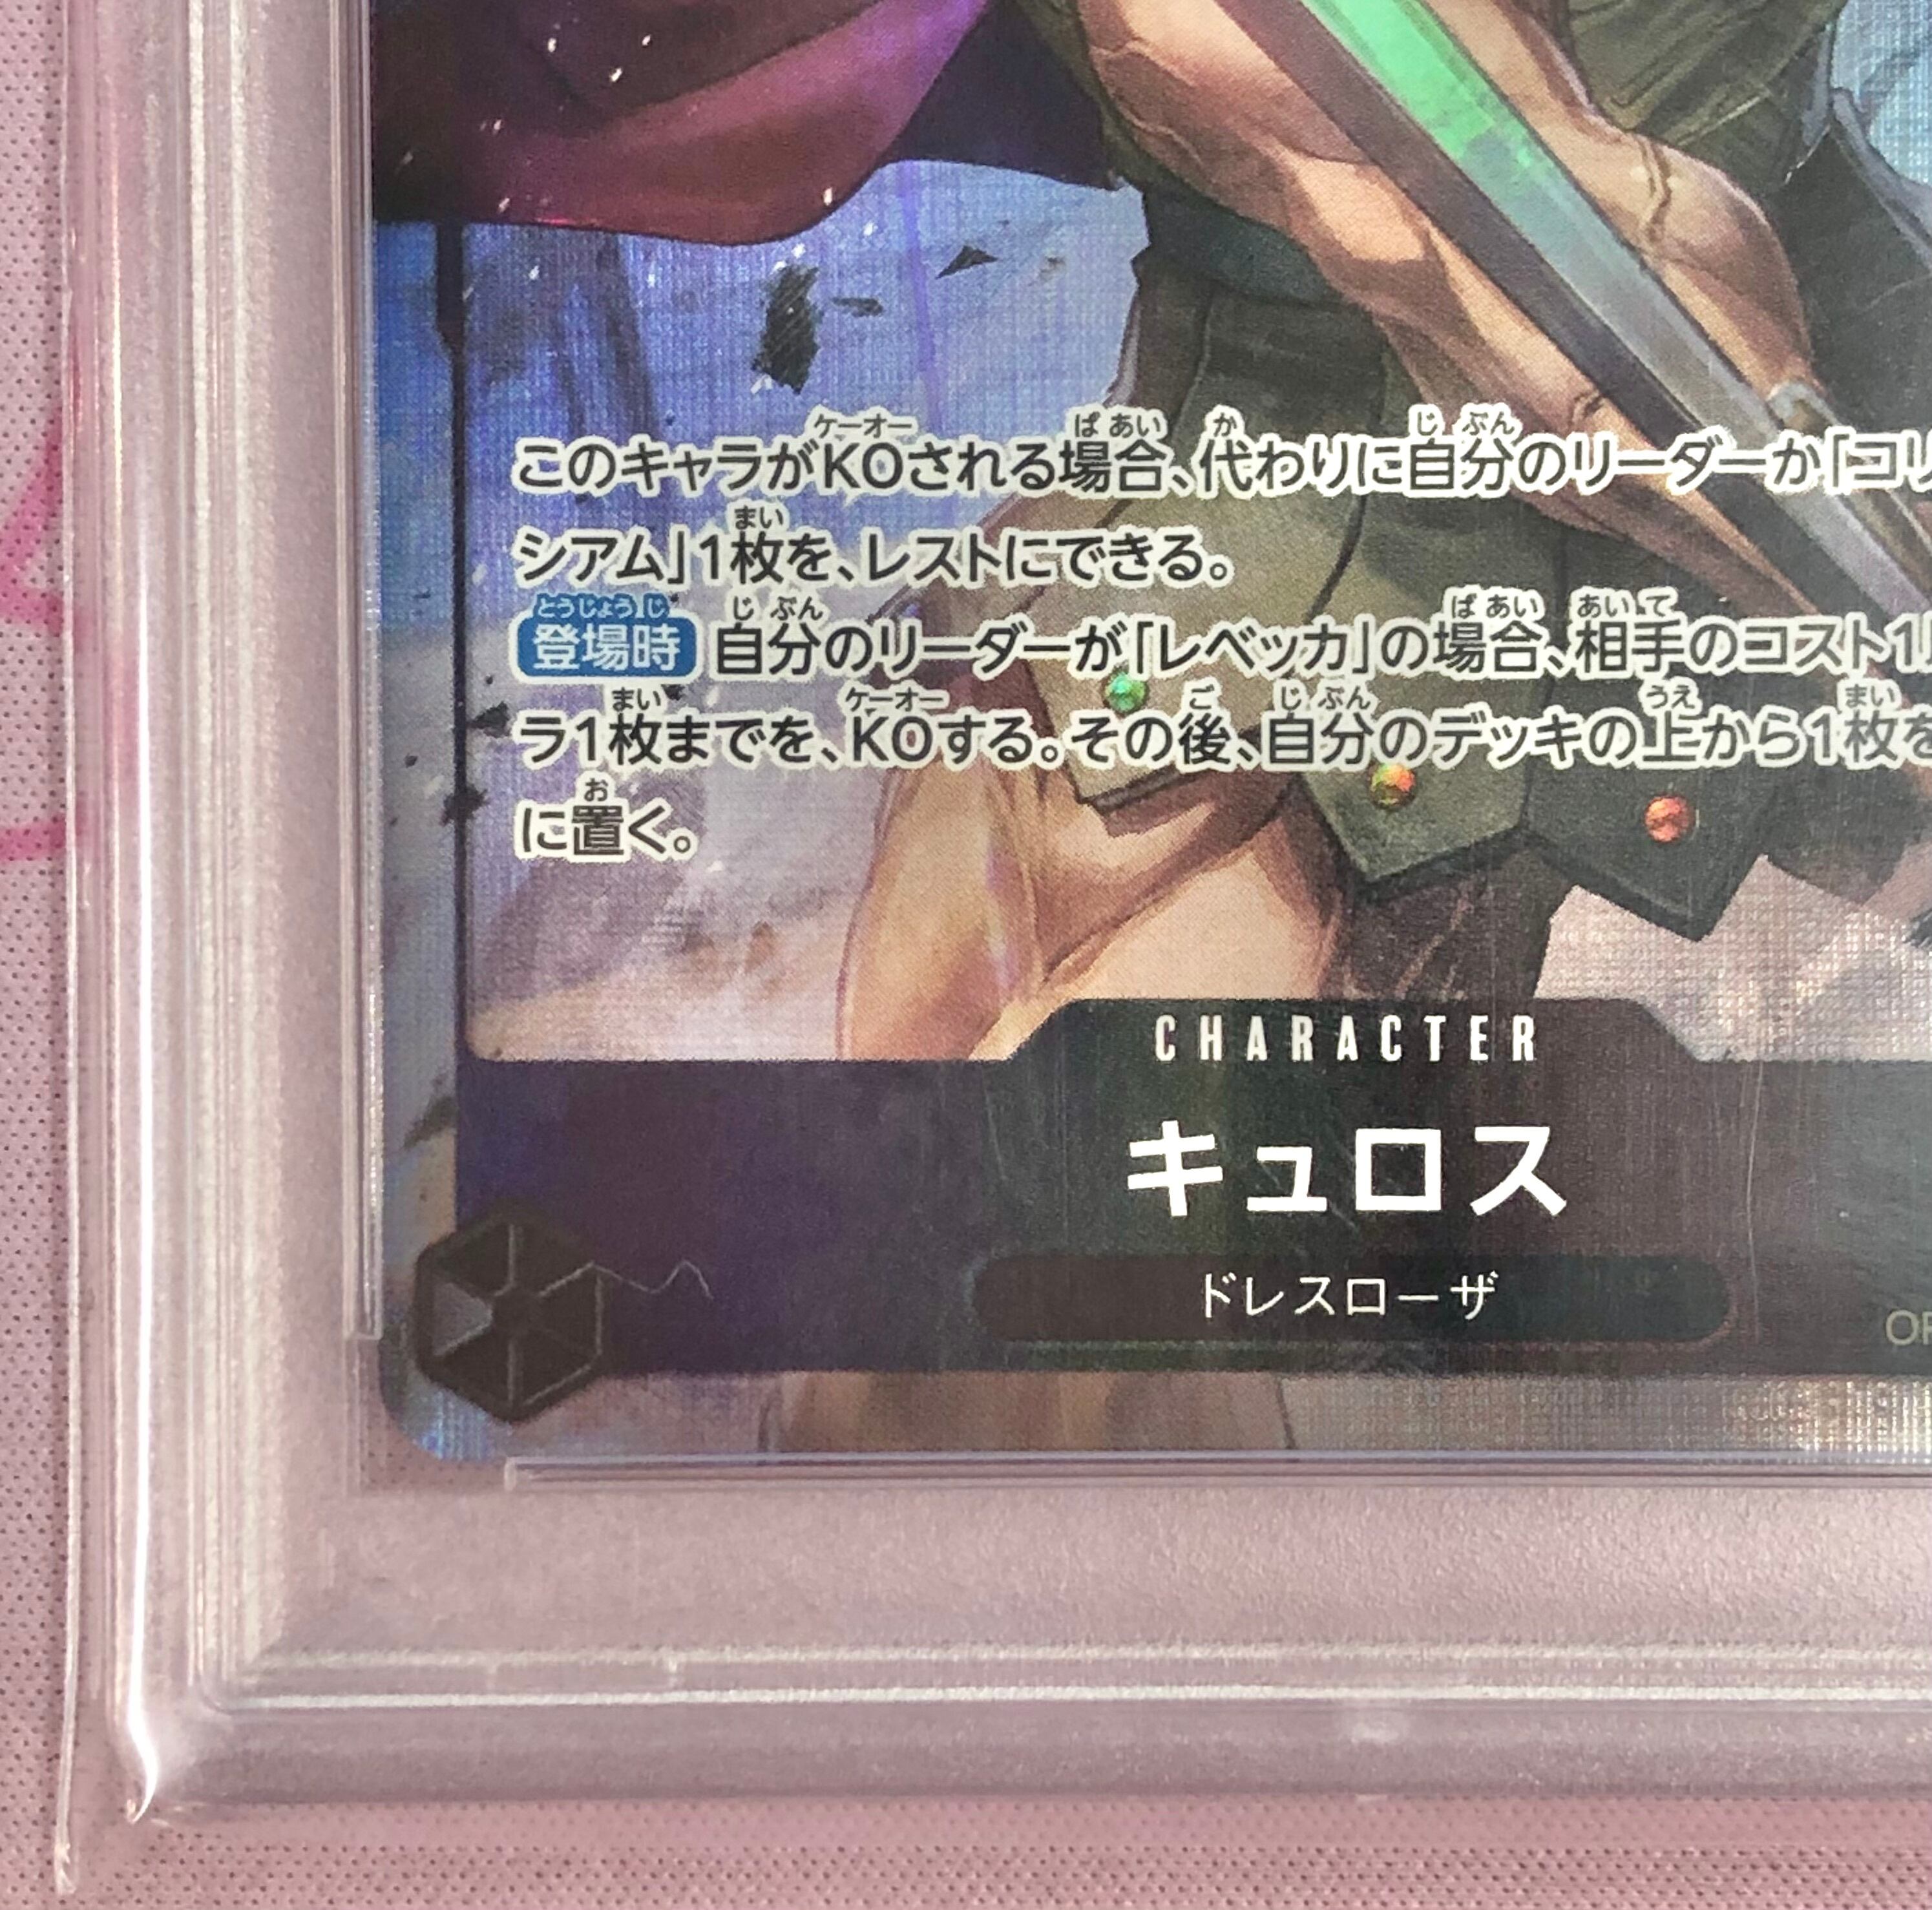 このキャラがKOされる場合、代わりに自分のリーダーか「コリ
シアム」1枚を、レストにできる。
登場時 自分のリーダーが「レベッカ」の場合、相手のコスト1
ラ1枚までを、KOする。その後、自分のデッキの上から1枚を
に置く。
CHARACTER
キュロス
ドレスローザ
OP